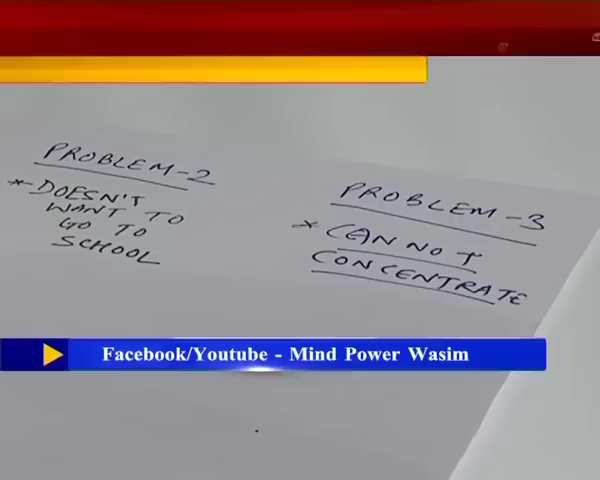 PROBLEM-2
* DOESN'T
WANT TO
GO TO
SCHOOL
PROBLEM-3
* CAN NOT
CONCENTRATE
Facebook/Youtube - Mind Power Wasim